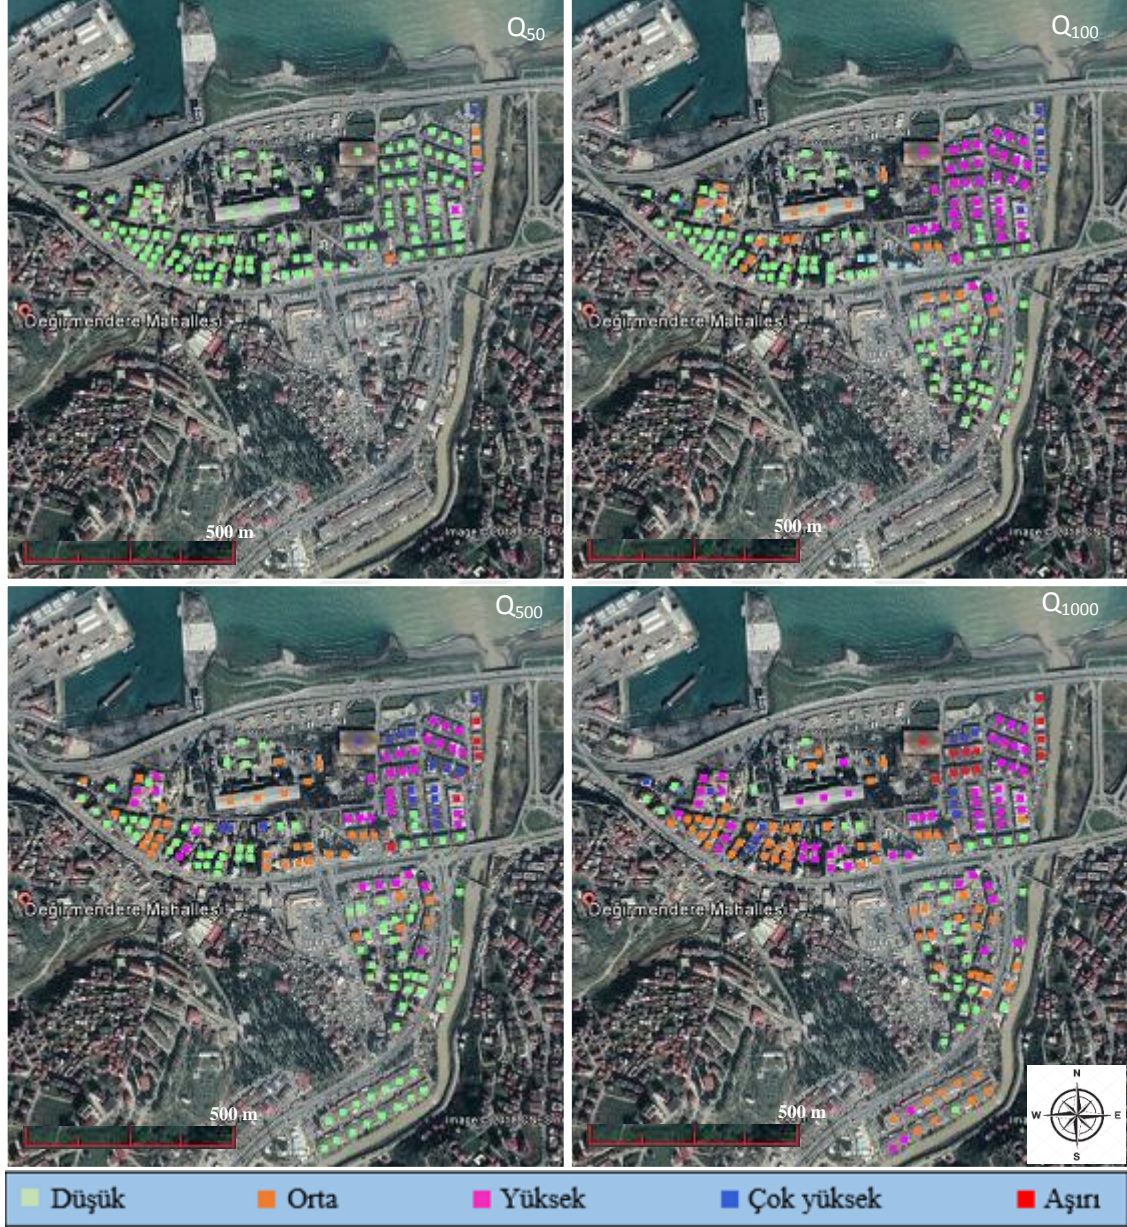 Q50
Q100
Değirmendere Mahallesi
Değirmendere Mahallesi
500 m
500 m
Q500
Q1000
Değirmendere Mahallesi
Değirmendere Mahallesi
500 m
500 m
N
W E
S
Düşük Orta Yüksek Çok yüksek Aşırı